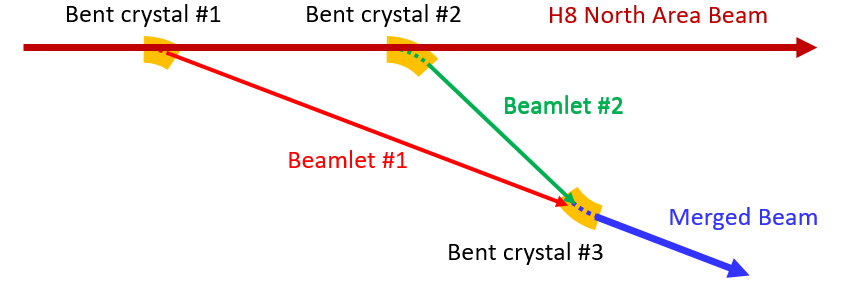 Bent crystal #1
Bent crystal #2
H8 North Area Beam
Beamlet #2
Beamlet #1
Merged Beam
Bent crystal #3